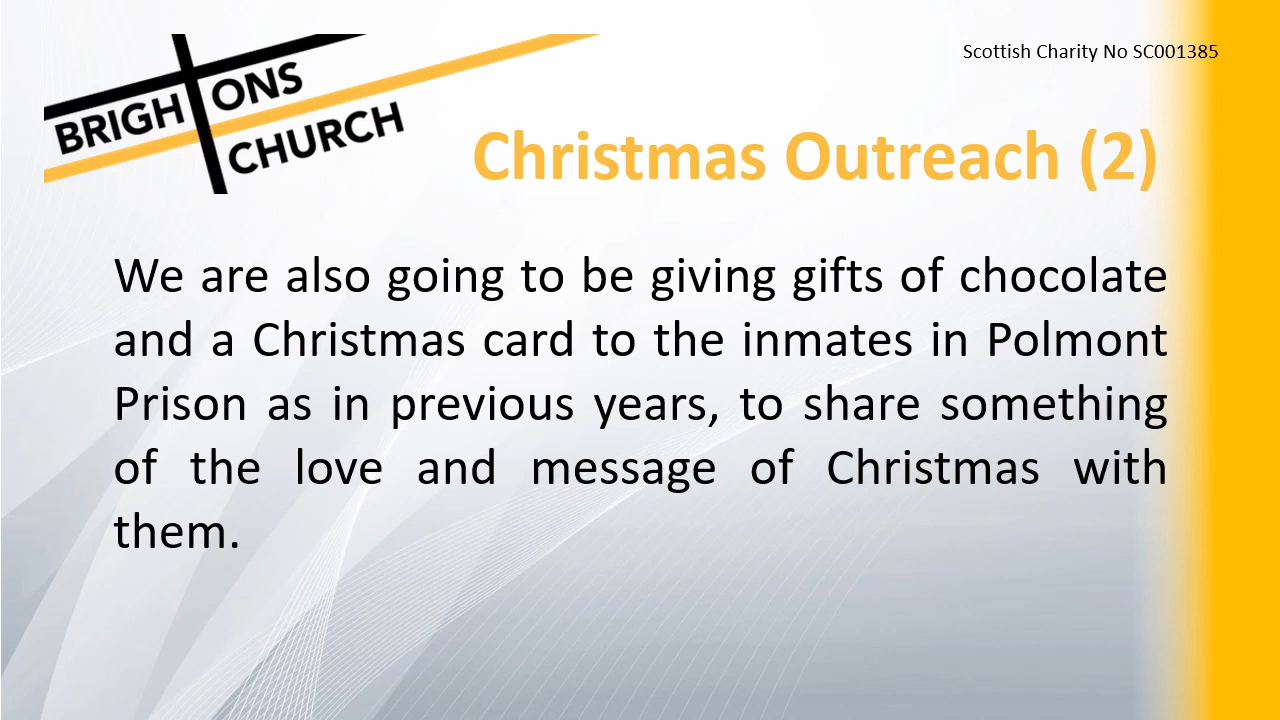 Scottish Charity No SC001385
BRIGHTONS
CHURCH
Christmas Outreach (2)
We are also going to be giving gifts of chocolate
and a Christmas card to the inmates in Polmont
Prison as in previous years, to share something
of the love and message of Christmas with
them.